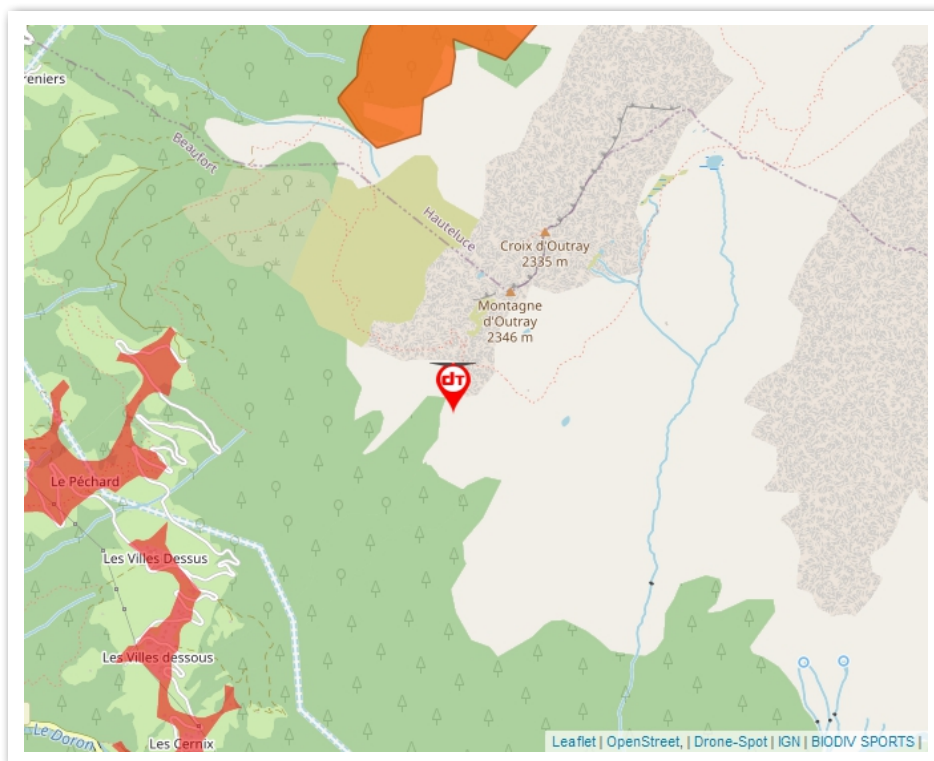 reniers
Beaufort
Hauteluce
Croix d'Outray
2335 m
Montagne
d'Outray
2346 m
dT
Le Péchard
Les Villes Dessus
Les Villes dessous
Le Doron
Les Cernix
Leaflet | OpenStreet, | Drone-Spot | IGN | BIODIV SPORTS |